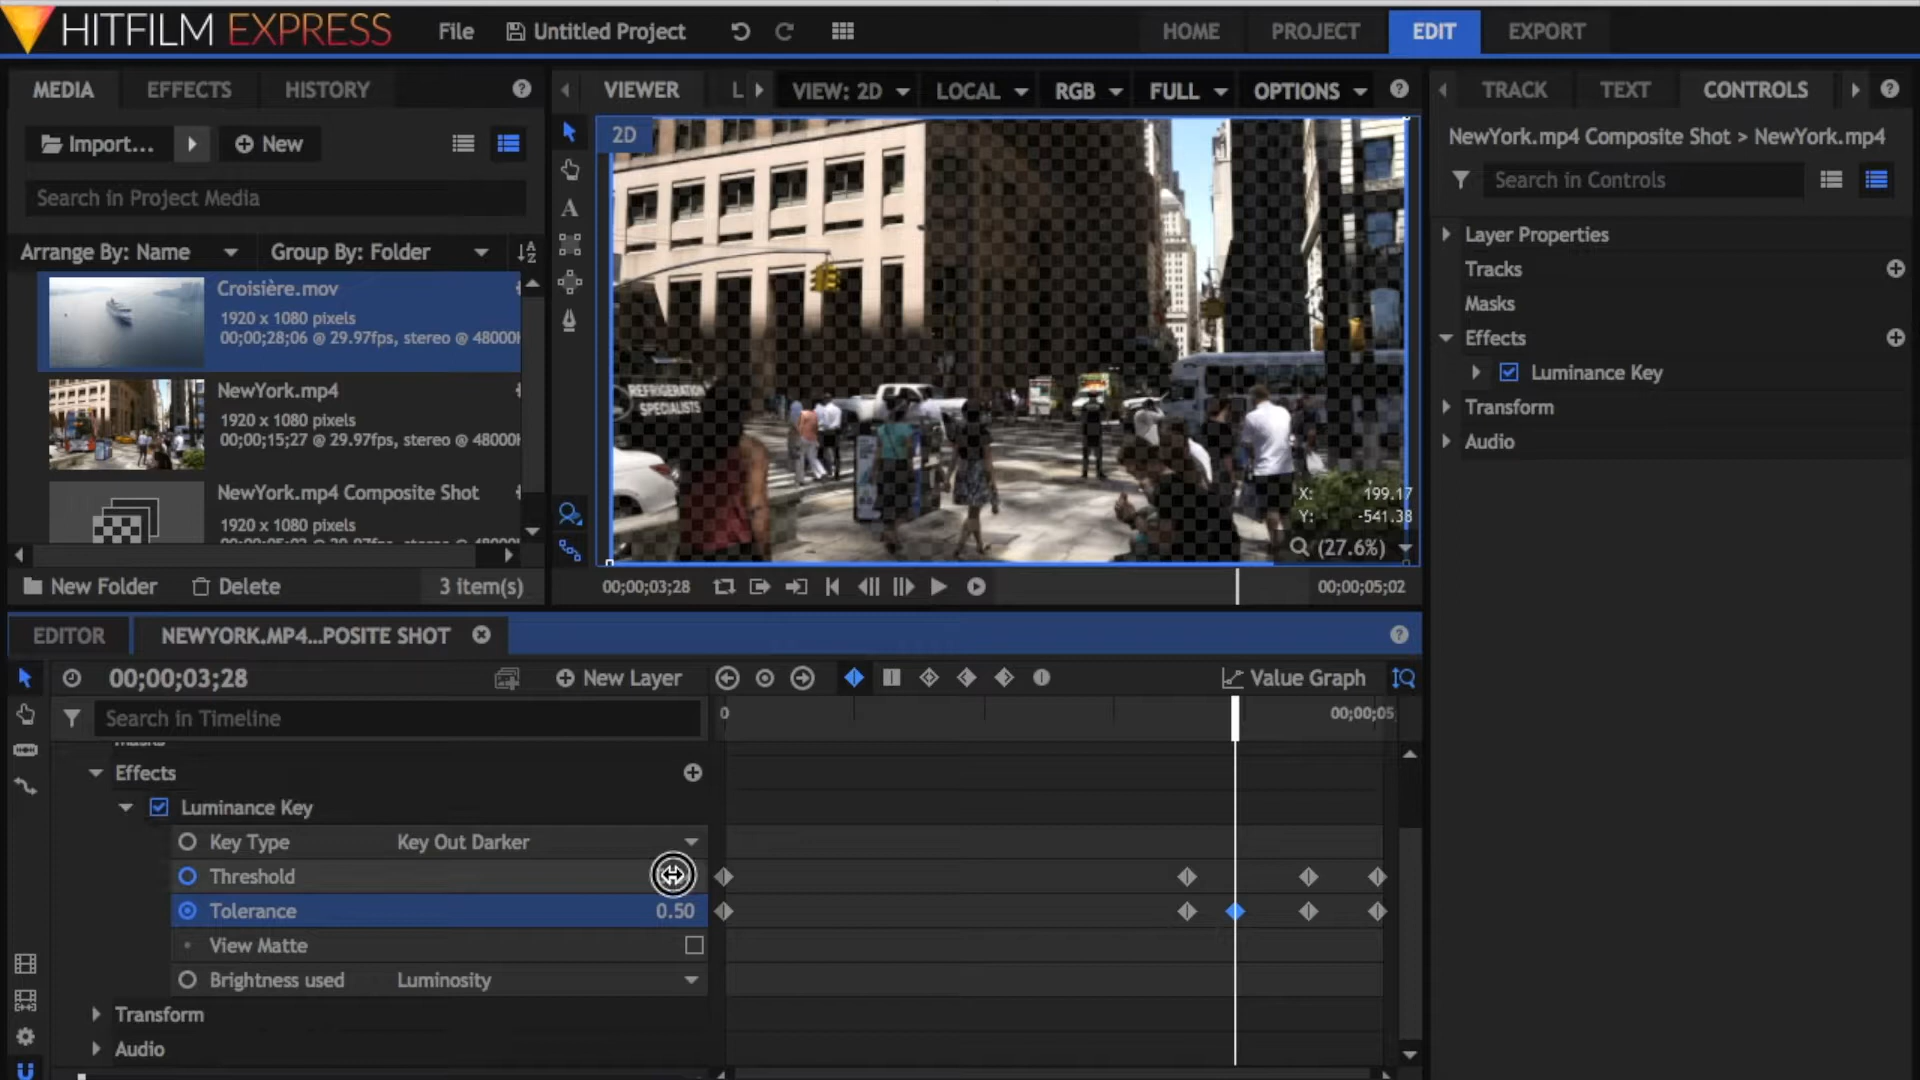 HITFILM EXPRESS
File
Untitled Project
HOME
PROJECT
EDIT
EXPORT
MEDIA
EFFECTS
HISTORY
VIEWER
L
VIEW: 2D
LOCAL
RGB
FULL
OPTIONS
TRACK
TEXT
CONTROLS
Import...
New
2D
NewYork.mp4 Composite Shot > NewYork.mp4
Search in Project Media
Search in Controls
Arrange By: Name
Group By: Folder
Layer Properties
Tracks
Masks
Effects
Luminance Key
Transform
Audio
Croisière.mov
1920 x 1080 pixels
00;00;28;06 @ 29.97fps, stereo @ 48000
NewYork.mp4
1920 x 1080 pixels
00;00;15;27 @ 29.97fps, stereo @ 48000
NewYork.mp4 Composite Shot
1920 x 1080 pixels
REFRIGERATION
SPECIALISTS
X: 199.17
Y: -541.38
(27.6%)
New Folder
Delete
3 item(s)
00;00;03;28
00;00;05;02
EDITOR
NEWYORK.MP4...POSITE SHOT
00;00;03;28
New Layer
Value Graph
Search in Timeline
0
00;00;05
Effects
Luminance Key
Key Type
Key Out Darker
Threshold
Tolerance
0.50
View Matte
Brightness used
Luminosity
Transform
Audio